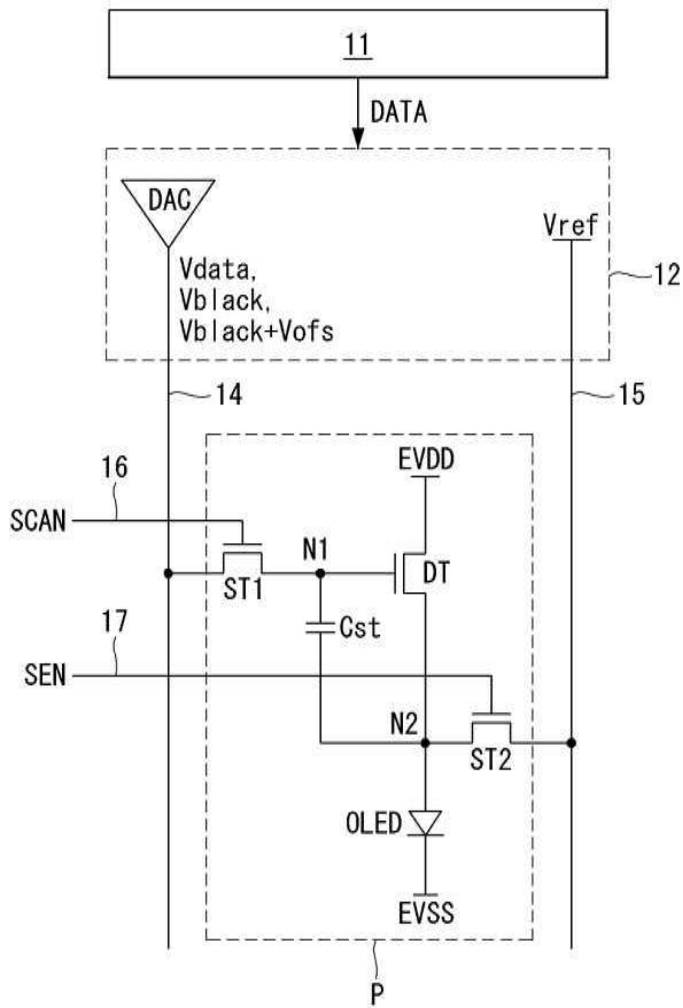 11
DATA
DAC
Vref
Vdata,
Vblack,
Vblack+Vofs
12
14
15
16
EVDD
SCAN
N1
DT
ST1
17
Cst
SEN
N2
ST2
OLED
EVSS
P